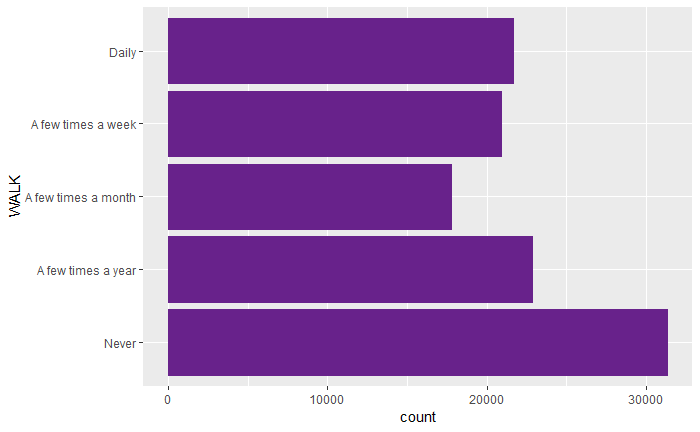 WALK
Daily
A few times a week
A few times a month
A few times a year
Never
0 10000 20000 30000
count